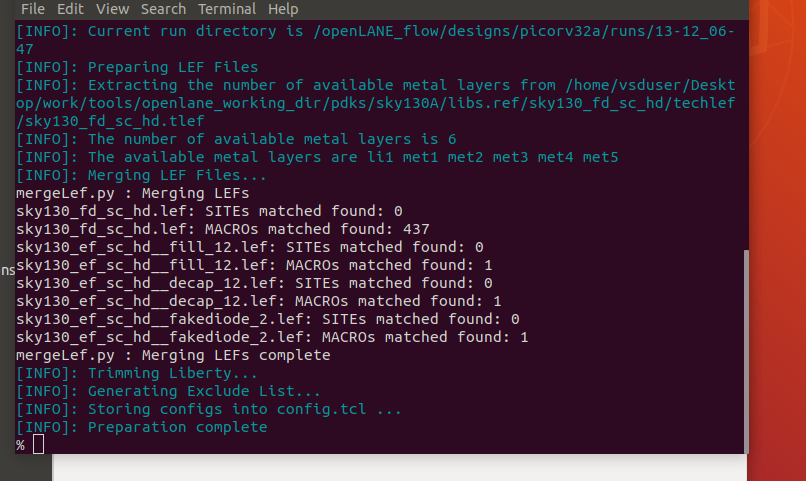 File Edit View Search Terminal Help
[INFO]: Current run directory is /openLANE_flow/designs/picorv32a/runs/13-12_06-
47
[INFO]: Preparing LEF Files
[INFO]: Extracting the number of available metal layers from /home/vsduser/Deskt
op/work/tools/openlane_working_dir/pdks/sky130A/libs.ref/sky130_fd_sc_hd/techlef
/sky130_fd_sc_hd.tlef
[INFO]: The number of available metal layers is 6
[INFO]: The available metal layers are li1 met1 met2 met3 met4 met5
[INFO]: Merging LEF Files...
mergeLef.py : Merging LEFs
sky130_fd_sc_hd.lef: SITEs matched found: 0
sky130_fd_sc_hd.lef: MACROs matched found: 437
sky130_ef_sc_hd__fill_12.lef: SITEs matched found: 0
ns
sky130_ef_sc_hd__fill_12.lef: MACROs matched found: 1
sky130_ef_sc_hd__decap_12.lef: SITEs matched found: 0
sky130_ef_sc_hd__decap_12.lef: MACROs matched found: 1
sky130_ef_sc_hd__fakediode_2.lef: SITEs matched found: 0
sky130_ef_sc_hd__fakediode_2.lef: MACROs matched found: 1
mergeLef.py : Merging LEFs complete
[INFO]: Trimming Liberty...
[INFO]: Generating Exclude List...
[INFO]: Storing configs into config.tcl ...
[INFO]: Preparation complete
%